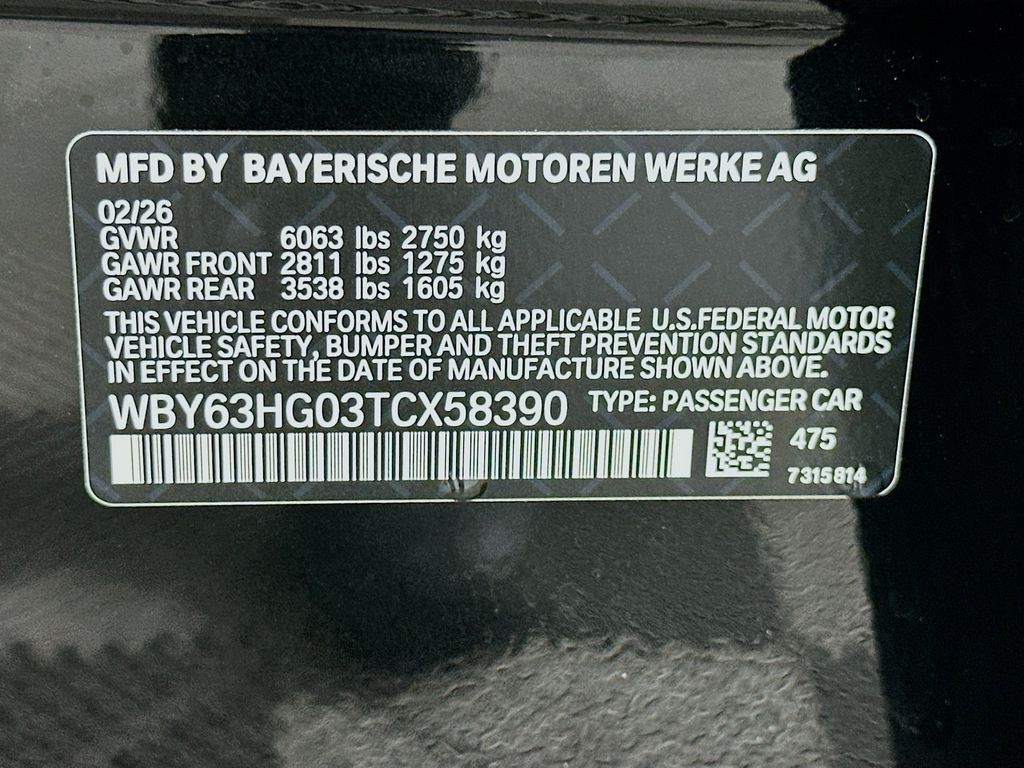 MFD BY BAYERISCHE MOTOREN WERKE AG
02/26
GVWR 6063 lbs 2750 kg
GAWR FRONT 2811 lbs 1275 kg
GAWR REAR 3538 lbs 1605 kg
THIS VEHICLE CONFORMS TO ALL APPLICABLE U.S.FEDERAL MOTOR
VEHICLE SAFETY, BUMPER AND THEFT PREVENTION STANDARDS
IN EFFECT ON THE DATE OF MANUFACTURE SHOWN ABOVE.
WBY63HG03TCX58390 TYPE: PASSENGER CAR
475
7315814